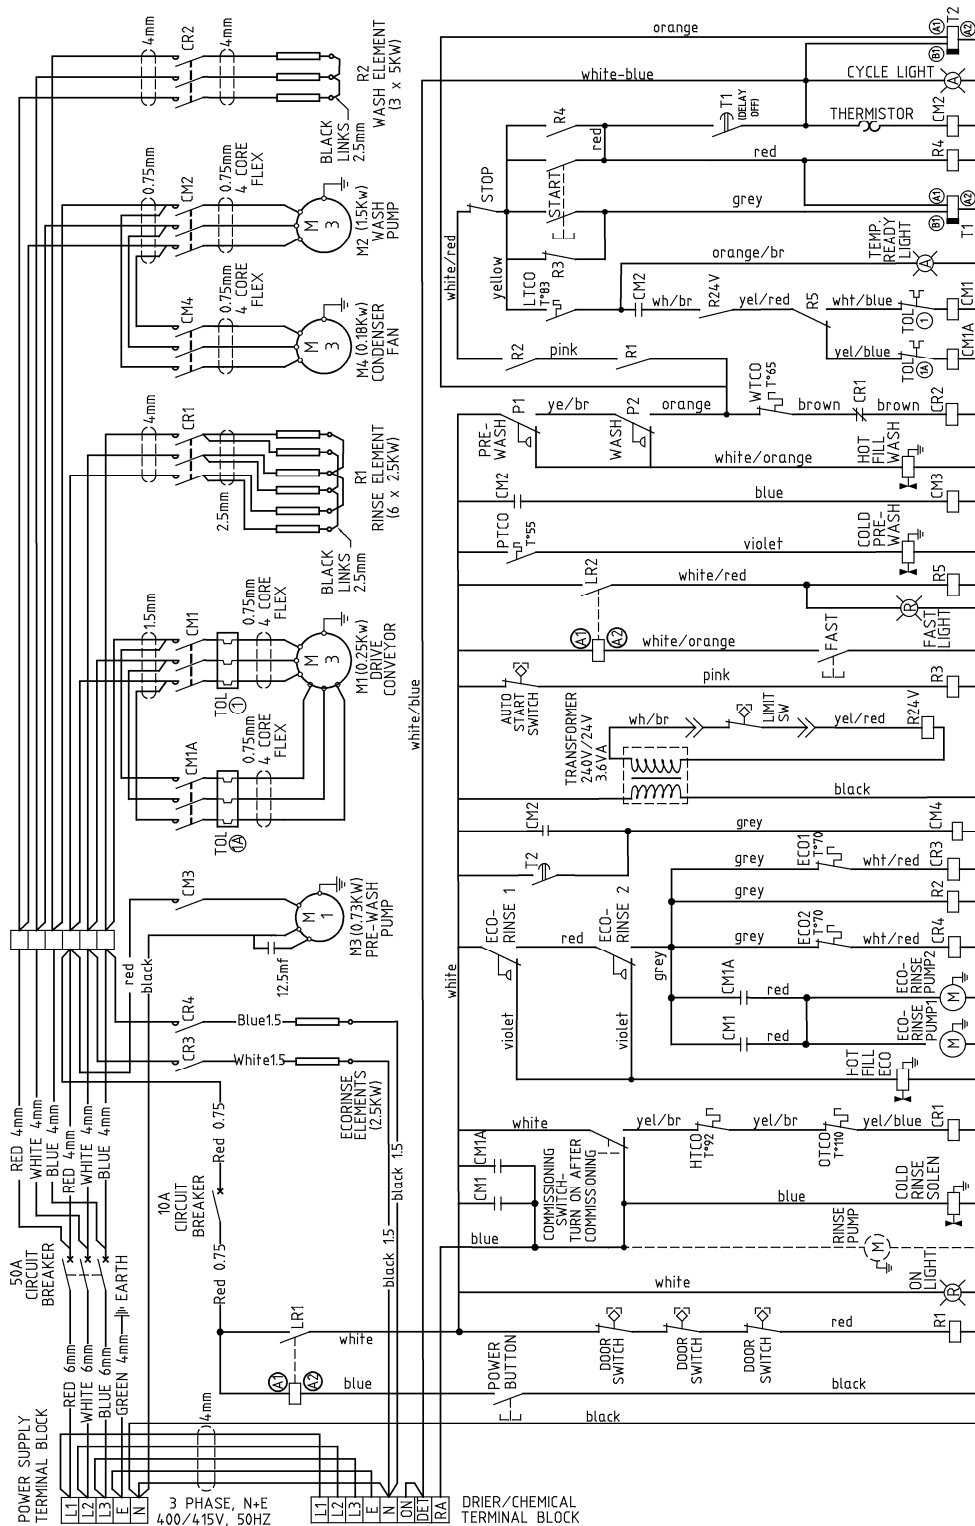 4mm
CR2
4mm
R2
WASH ELEMENT
(3 x 5KW)
BLACK
LINKS
2.5mm
0.75mm
CM2
0.75mm
4 CORE
FLEX
M
3
M2 (1.5Kw)
WASH
PUMP
CM4
0.75mm
4 CORE
FLEX
M
3
M4 (0.18Kw)
CONDENSER
FAN
4mm
CR1
2.5mm
R1
RINSE ELEMENT
(6 x 2.5KW)
BLACK
LINKS
2.5mm
1.5mm
CM1
TOL
1
0.75mm
4 CORE
FLEX
M
3
M1 (0.25Kw)
DRIVE
CONVEYOR
CM1A
TOL
1A
0.75mm
4 CORE
FLEX
CM3
M
1
M3 (0.73KW)
PRE-WASH
PUMP
12.5mf
red
black
CR4
Blue1.5
CR3
White1.5
ECORINSE
ELEMENTS
(2.5KW)
RED 4mm
WHITE 4mm
BLUE 4mm
RED 4mm
WHITE 4mm
BLUE 4mm
Red 0.75
10A
CIRCUIT
BREAKER
Red 0.75
black 1.5
black 1.5
50A
CIRCUIT
BREAKER
EARTH
RED 6mm
WHITE 6mm
BLUE 6mm
GREEN 4mm
LR1
white
A1
A2
blue
4mm
POWER SUPPLY
TERMINAL BLOCK
L1
L2
L3
E
N
3 PHASE, N+E
400/415V, 50HZ
L1
L2
L3
E
N
ON
DET
RA
DRIER/CHEMICAL
TERMINAL BLOCK
white/blue
orange
A1
B1
A2
T2
white-blue
CYCLE LIGHT
A
R4
red
T1
(DELAY
OFF)
THERMISTOR
CM2
STOP
START
red
R4
grey
B1
A1
A2
T1
white/red
yellow
R3
TEMP.
READY
LIGHT
A
orange/br
LTCO
T°83
CM2
wh/br
R24V
yel/red
R5
wht/blue
TOL
1
CM1
yel/blue
TOL
1A
CM1A
R2
pink
R1
PRE-
WASH
P1
ye/br
P2
WASH
orange
WTCO
T°65
brown
CR1
brown
CR2
white/orange
HOT
FILL
WASH
CM2
blue
CM3
PTCO
T°55
violet
COLD
PRE-
WASH
LR2
white/red
R5
R
FAST
LIGHT
A1
A2
white/orange
FAST
AUTO
START
SWITCH
pink
R3
TRANSFORMER
240V/24V
3.6VA
wh/br
LIMIT
SW
yel/red
R24V
black
CM2
grey
CM4
T2
grey
ECO1
T°70
wht/red
CR3
grey
R2
ECO-
RINSE 1
red
ECO-
RINSE 2
grey
ECO2
T°70
wht/red
CR4
white
grey
CM1A
red
M
ECO-
RINSE
PUMP2
violet
violet
CM1
red
M
ECO-
RINSE
PUMP1
HOT
FILL
ECO
white
yel/br
HTCO
T°92
yel/br
OTCO
T°110
yel/blue
CR1
CM1A
CM1
COMMISSIONING
SWITCH-
TURN ON AFTER
COMMISSIONING
blue
COLD
RINSE
SOLEN
blue
RINSE
PUMP
M
white
ON
LIGHT
R
DOOR
SWITCH
DOOR
SWITCH
DOOR
SWITCH
red
R1
POWER
BUTTON
black
black